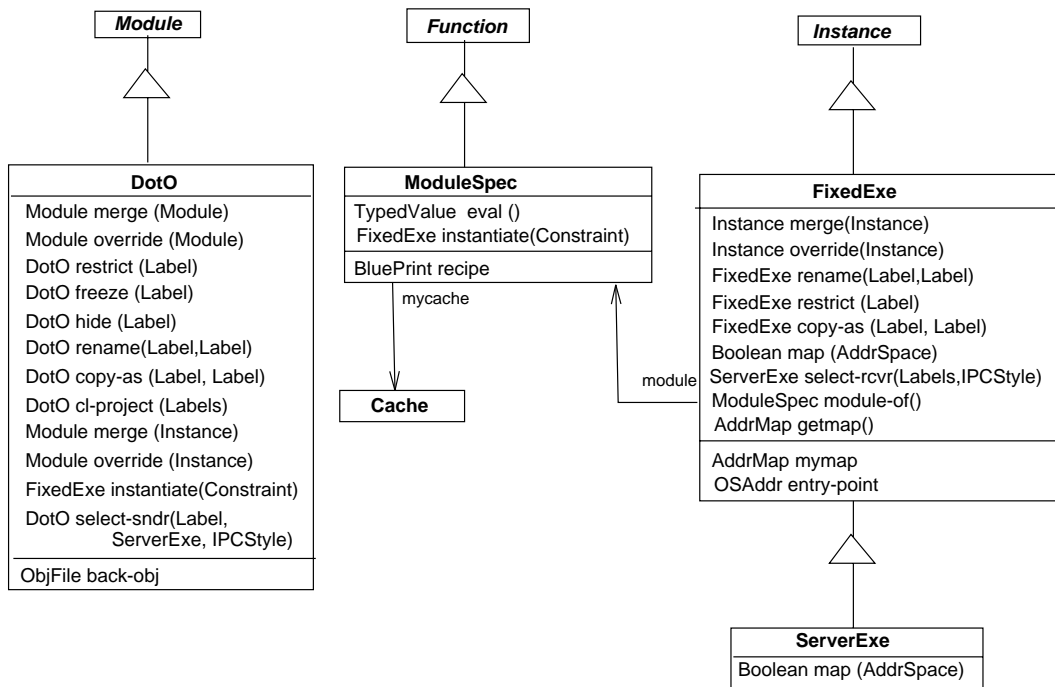 Module
Function
Instance
DotO
Module merge (Module)
Module override (Module)
DotO restrict (Label)
DotO freeze (Label)
DotO hide (Label)
DotO rename(Label,Label)
DotO copy-as (Label, Label)
DotO cl-project (Labels)
Module merge (Instance)
Module override (Instance)
FixedExe instantiate(Constraint)
DotO select-sndr(Label,
ServerExe, IPCStyle)
ObjFile back-obj
ModuleSpec
TypedValue eval ()
FixedExe instantiate(Constraint)
BluePrint recipe
mycache
Cache
module
FixedExe
Instance merge(Instance)
Instance override(Instance)
FixedExe rename(Label,Label)
FixedExe restrict (Label)
FixedExe copy-as (Label, Label)
Boolean map (AddrSpace)
ServerExe select-rcvr(Labels,IPCStyle)
ModuleSpec module-of()
AddrMap getmap()
AddrMap mymap
OSAddr entry-point
ServerExe
Boolean map (AddrSpace)